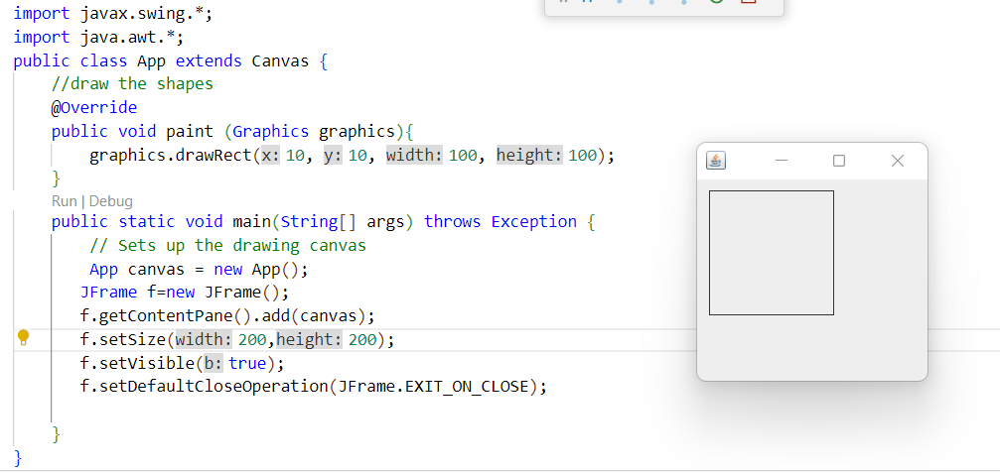 import javax.swing.*;
import java.awt.*;
public class App extends Canvas {
//draw the shapes
@Override
public void paint (Graphics graphics){
graphics.drawRect(x: 10, y: 10, width: 100, height: 100);
}
Run | Debug
public static void main(String[] args) throws Exception {
// Sets up the drawing canvas
App canvas = new App();
JFrame f=new JFrame();
f.getContentPane().add(canvas);
f.setSize(width: 200,height: 200);
f.setVisible(b: true);
f.setDefaultCloseOperation(JFrame.EXIT_ON_CLOSE);
}
}